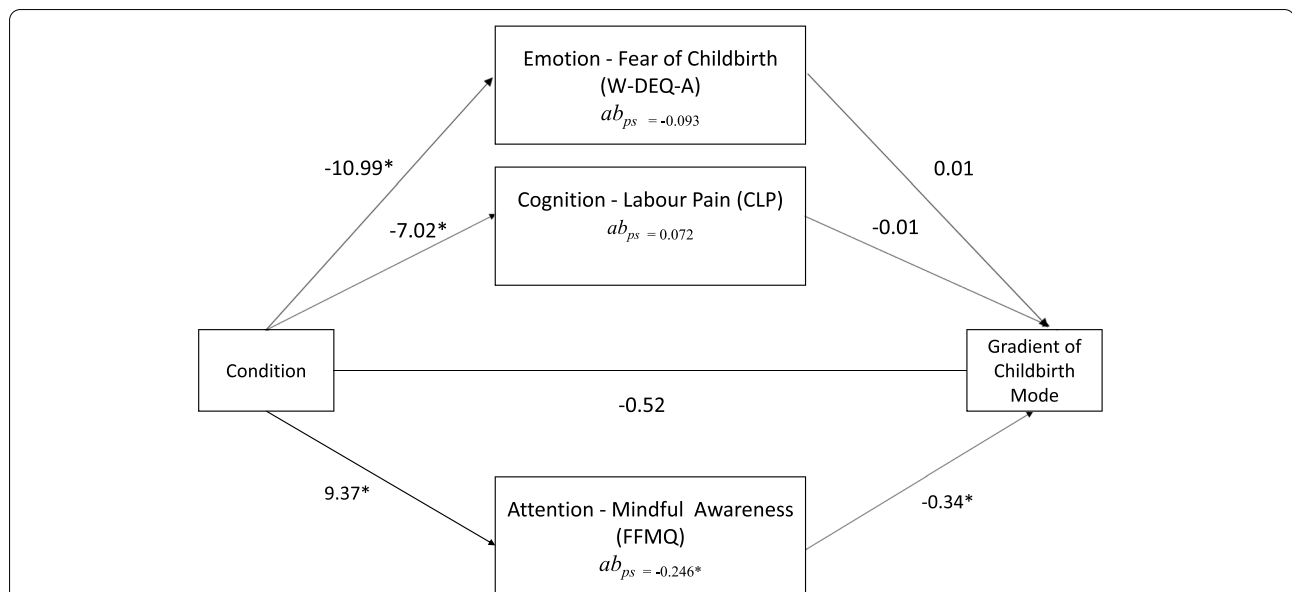 Emotion - Fear of Childbirth
(W-DEQ-A)
ab_ps = -0.093
-10.99*
0.01
Cognition - Labour Pain (CLP)
ab_ps = 0.072
-7.02*
-0.01
Condition
Gradient of
Childbirth
Mode
-0.52
9.37*
-0.34*
Attention - Mindful Awareness
(FFMQ)
ab_ps = -0.246*